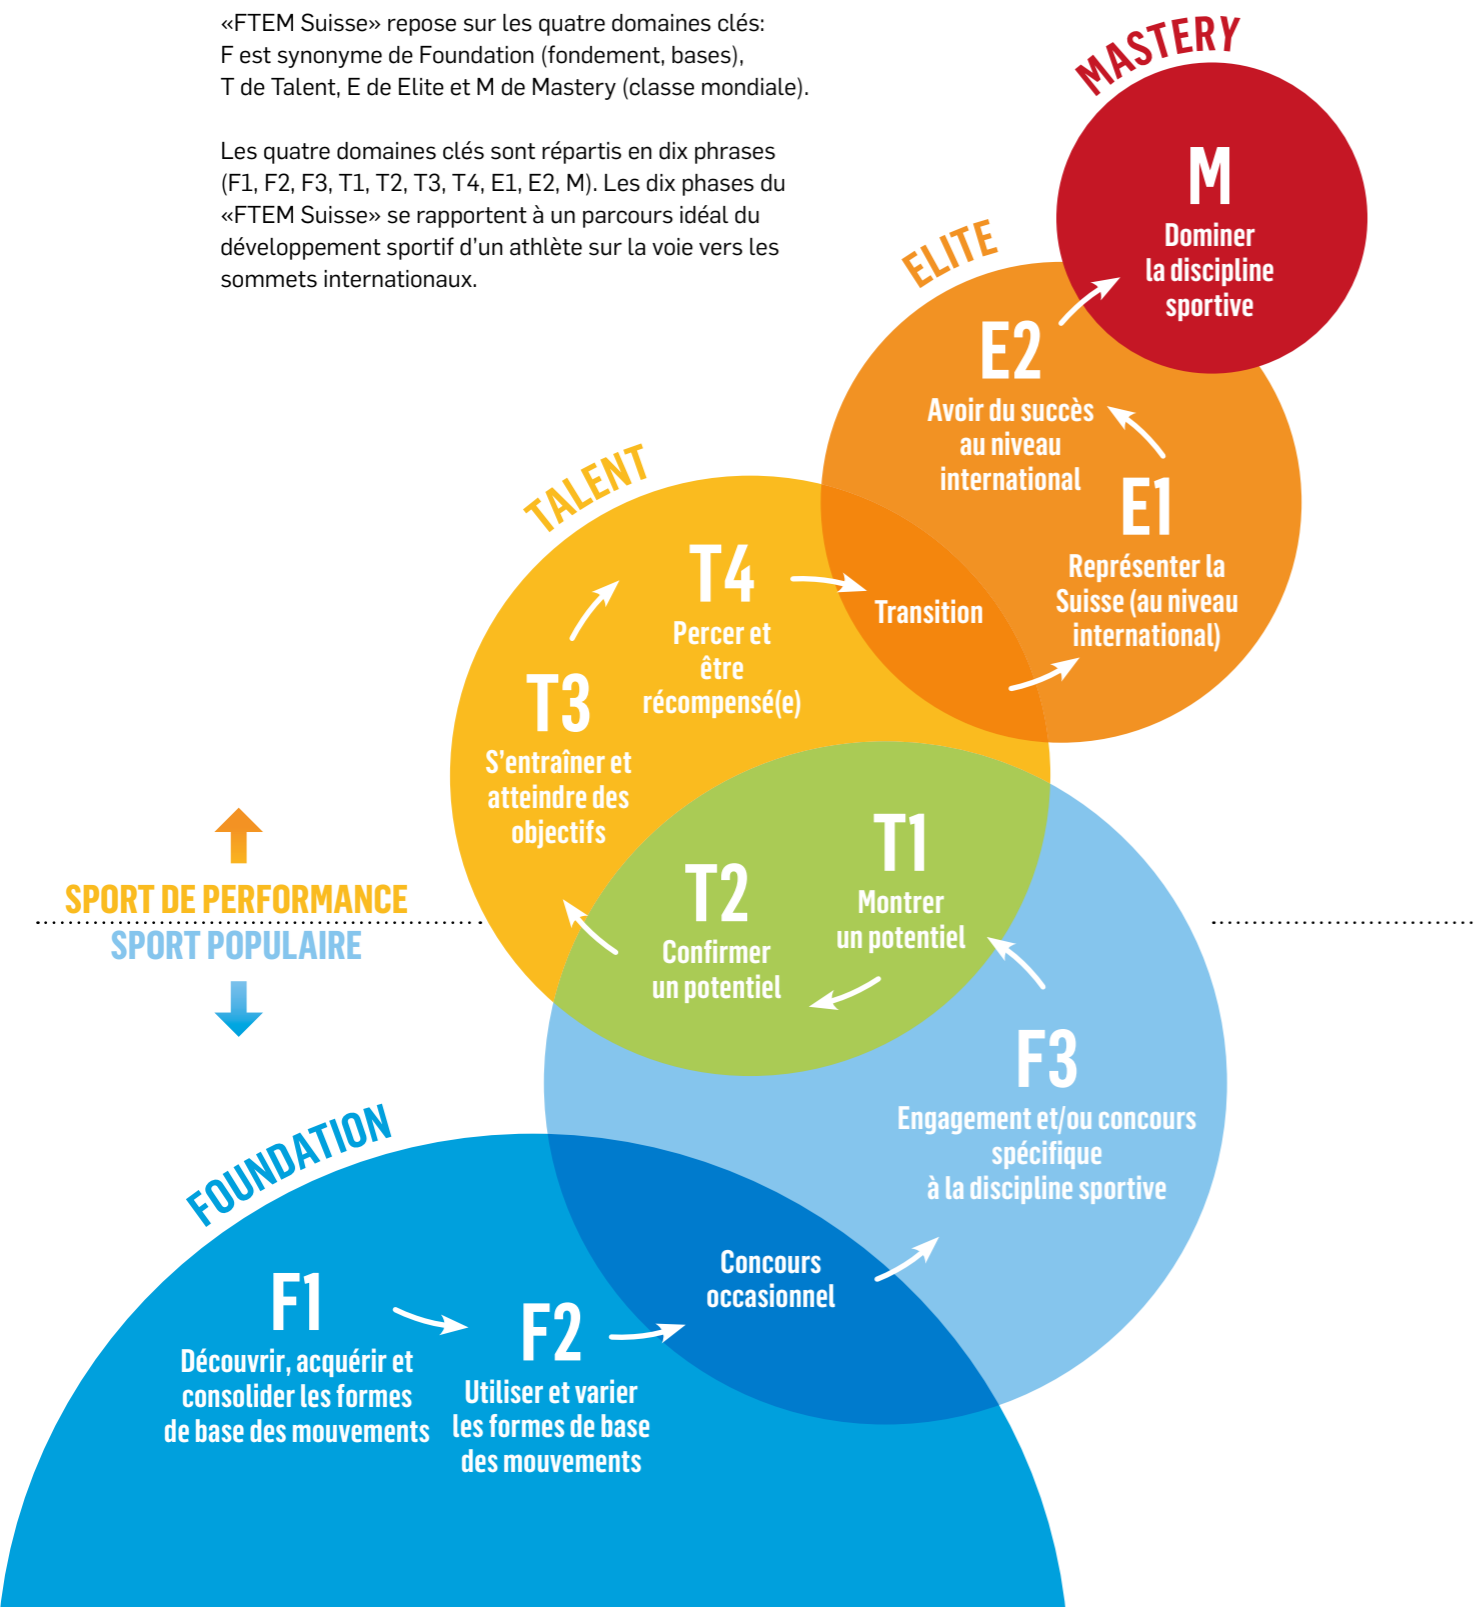 «FTEM Suisse» repose sur les quatre domaines clés:
F est synonyme de Foundation (fondement, bases),
T de Talent, E de Elite et M de Mastery (classe mondiale).
Les quatre domaines clés sont répartis en dix phrases
(F1, F2, F3, T1, T2, T3, T4, E1, E2, M). Les dix phases du
«FTEM Suisse» se rapportent à un parcours idéal du
développement sportif d'un athlète sur la voie vers les
sommets internationaux.
MASTERY
M
Dominer
la discipline
sportive
ELITE
E2
Avoir du succès
au niveau
international
E1
Représenter la
Suisse (au niveau
international)
TALENT
T4
Percer et
être
récompensé(e)
Transition
T3
S'entraîner et
atteindre des
objectifs
T1
Montrer
un potentiel
T2
Confirmer
un potentiel
SPORT DE PERFORMANCE
SPORT POPULAIRE
F3
Engagement et/ou concours
spécifique
à la discipline sportive
FOUNDATION
Concours
occasionnel
F1
Découvrir, acquérir et
consolider les formes
de base des mouvements
F2
Utiliser et varier
les formes de base
des mouvements